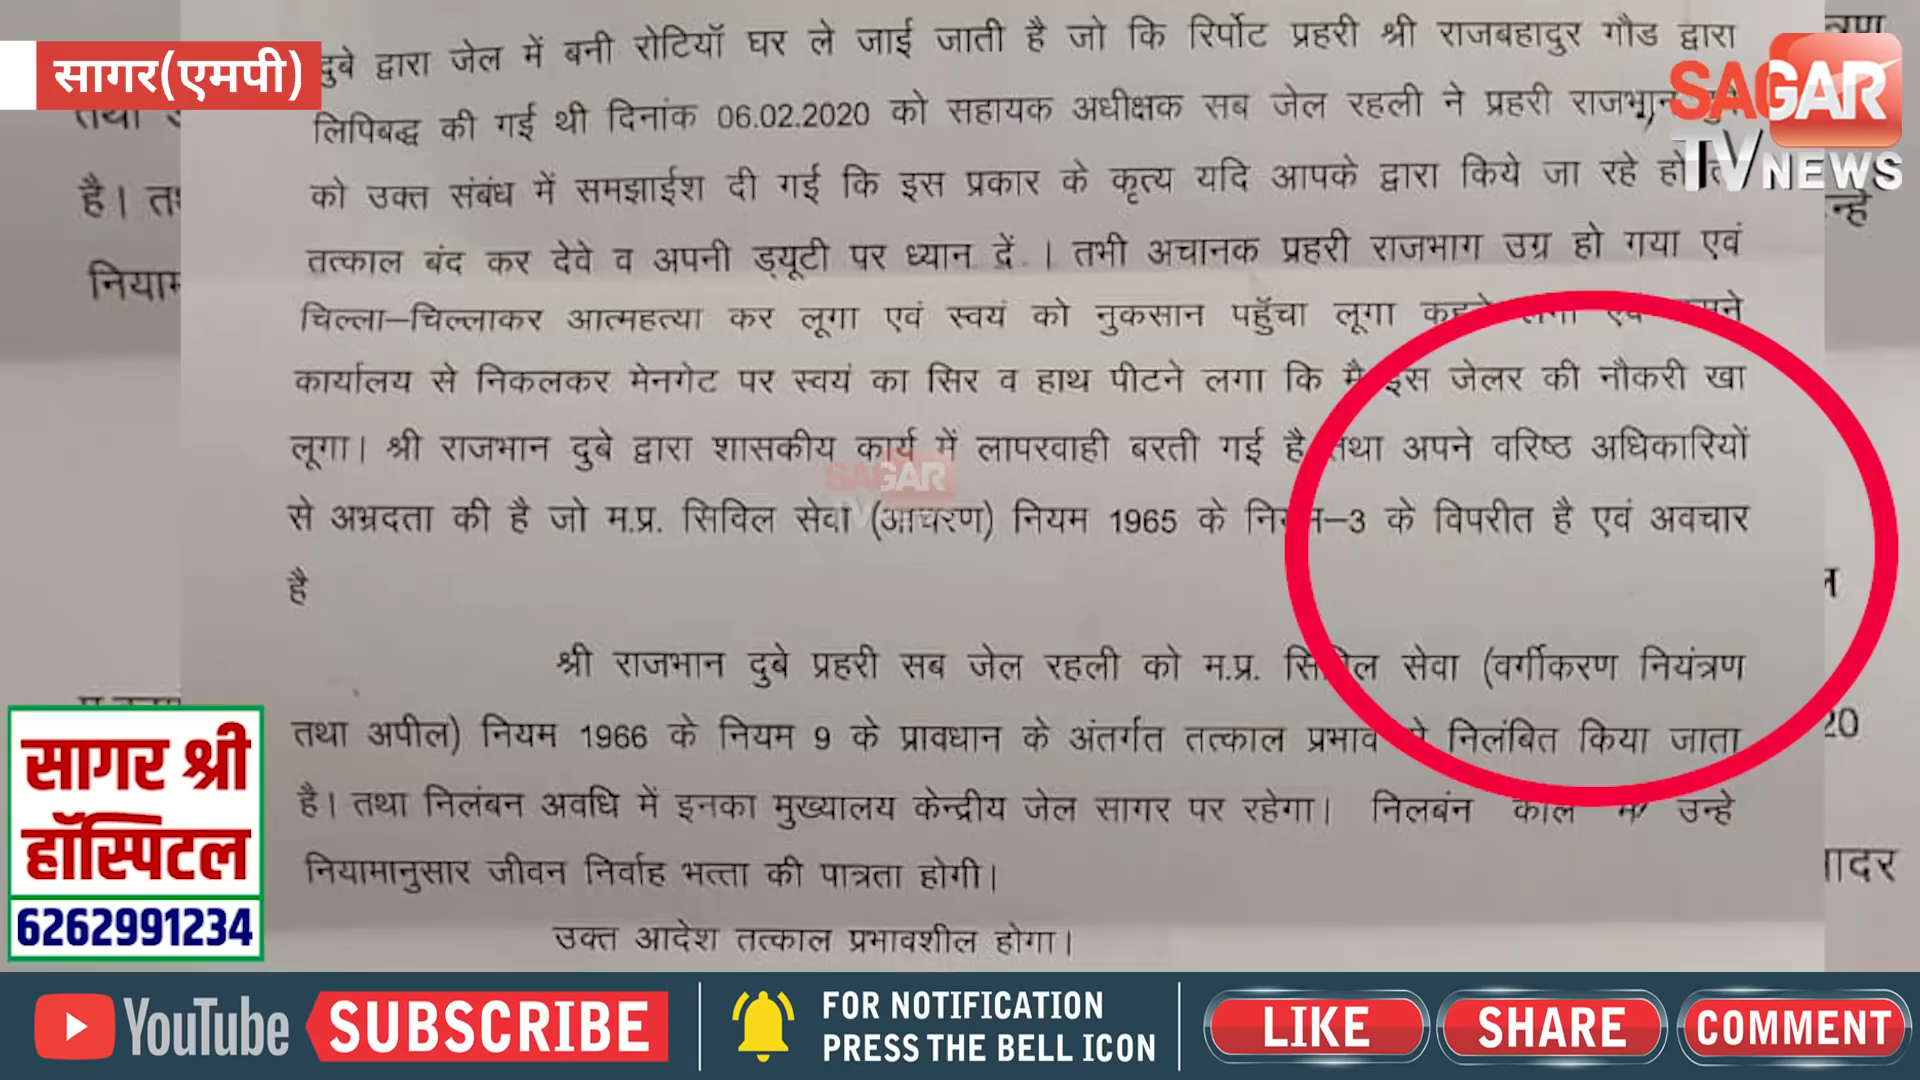 सागर(एमपी)
SAGAR
TV NEWS
दुबे द्वारा जेल में बनी रोटियॉ घर ले जाई जाती है जो कि रिर्पोट प्रहरी श्री राजबहादुर गौड द्वारा
लिपिबद्ध की गई थी दिनांक 06.02.2020 को सहायक अधीक्षक सब जेल रहली ने प्रहरी
को उक्त संबंध में समझाईश दी गई कि इस प्रकार के कृत्य यदि आपके द्वारा किये जा रहे हो
तत्काल बंद कर देवे व अपनी ड्यूटी पर ध्यान दें । तभी अचानक प्रहरी राजभाग उग्र हो गया एवं
चिल्ला–चिल्लाकर आत्महत्या कर लूगा एवं स्वयं को नुकसान पहुॅचा लूगा
कार्यालय से निकलकर मेनगेट पर स्वयं का सिर व हाथ पीटने लगा कि मै इस जेलर की नौकरी खा
लूगा। श्री राजभान दुबे द्वारा शासकीय कार्य में लापरवाही बरती गई है तथा अपने वरिष्ठ अधिकारियों
से अभ्रदता की है जो म.प्र. सिविल सेवा (आचरण) नियम 1965 के नियम–3 के विपरीत है एवं अवचार
है
श्री राजभान दुबे प्रहरी सब जेल रहली को म.प्र. सिविल सेवा (वर्गीकरण नियंत्रण
तथा अपील) नियम 1966 के नियम 9 के प्रावधान के अंतर्गत तत्काल प्रभाव से निलंबित किया जाता
है। तथा निलंबन अवधि में इनका मुख्यालय केन्द्रीय जेल सागर पर रहेगा। निलबंन काल में उन्हे
नियामानुसार जीवन निर्वाह भत्ता की पात्रता होगी।
उक्त आदेश तत्काल प्रभावशील होगा।
सागर श्री
हॉस्पिटल
6262991234
YouTube SUBSCRIBE
FOR NOTIFICATION
PRESS THE BELL ICON
LIKE SHARE COMMENT